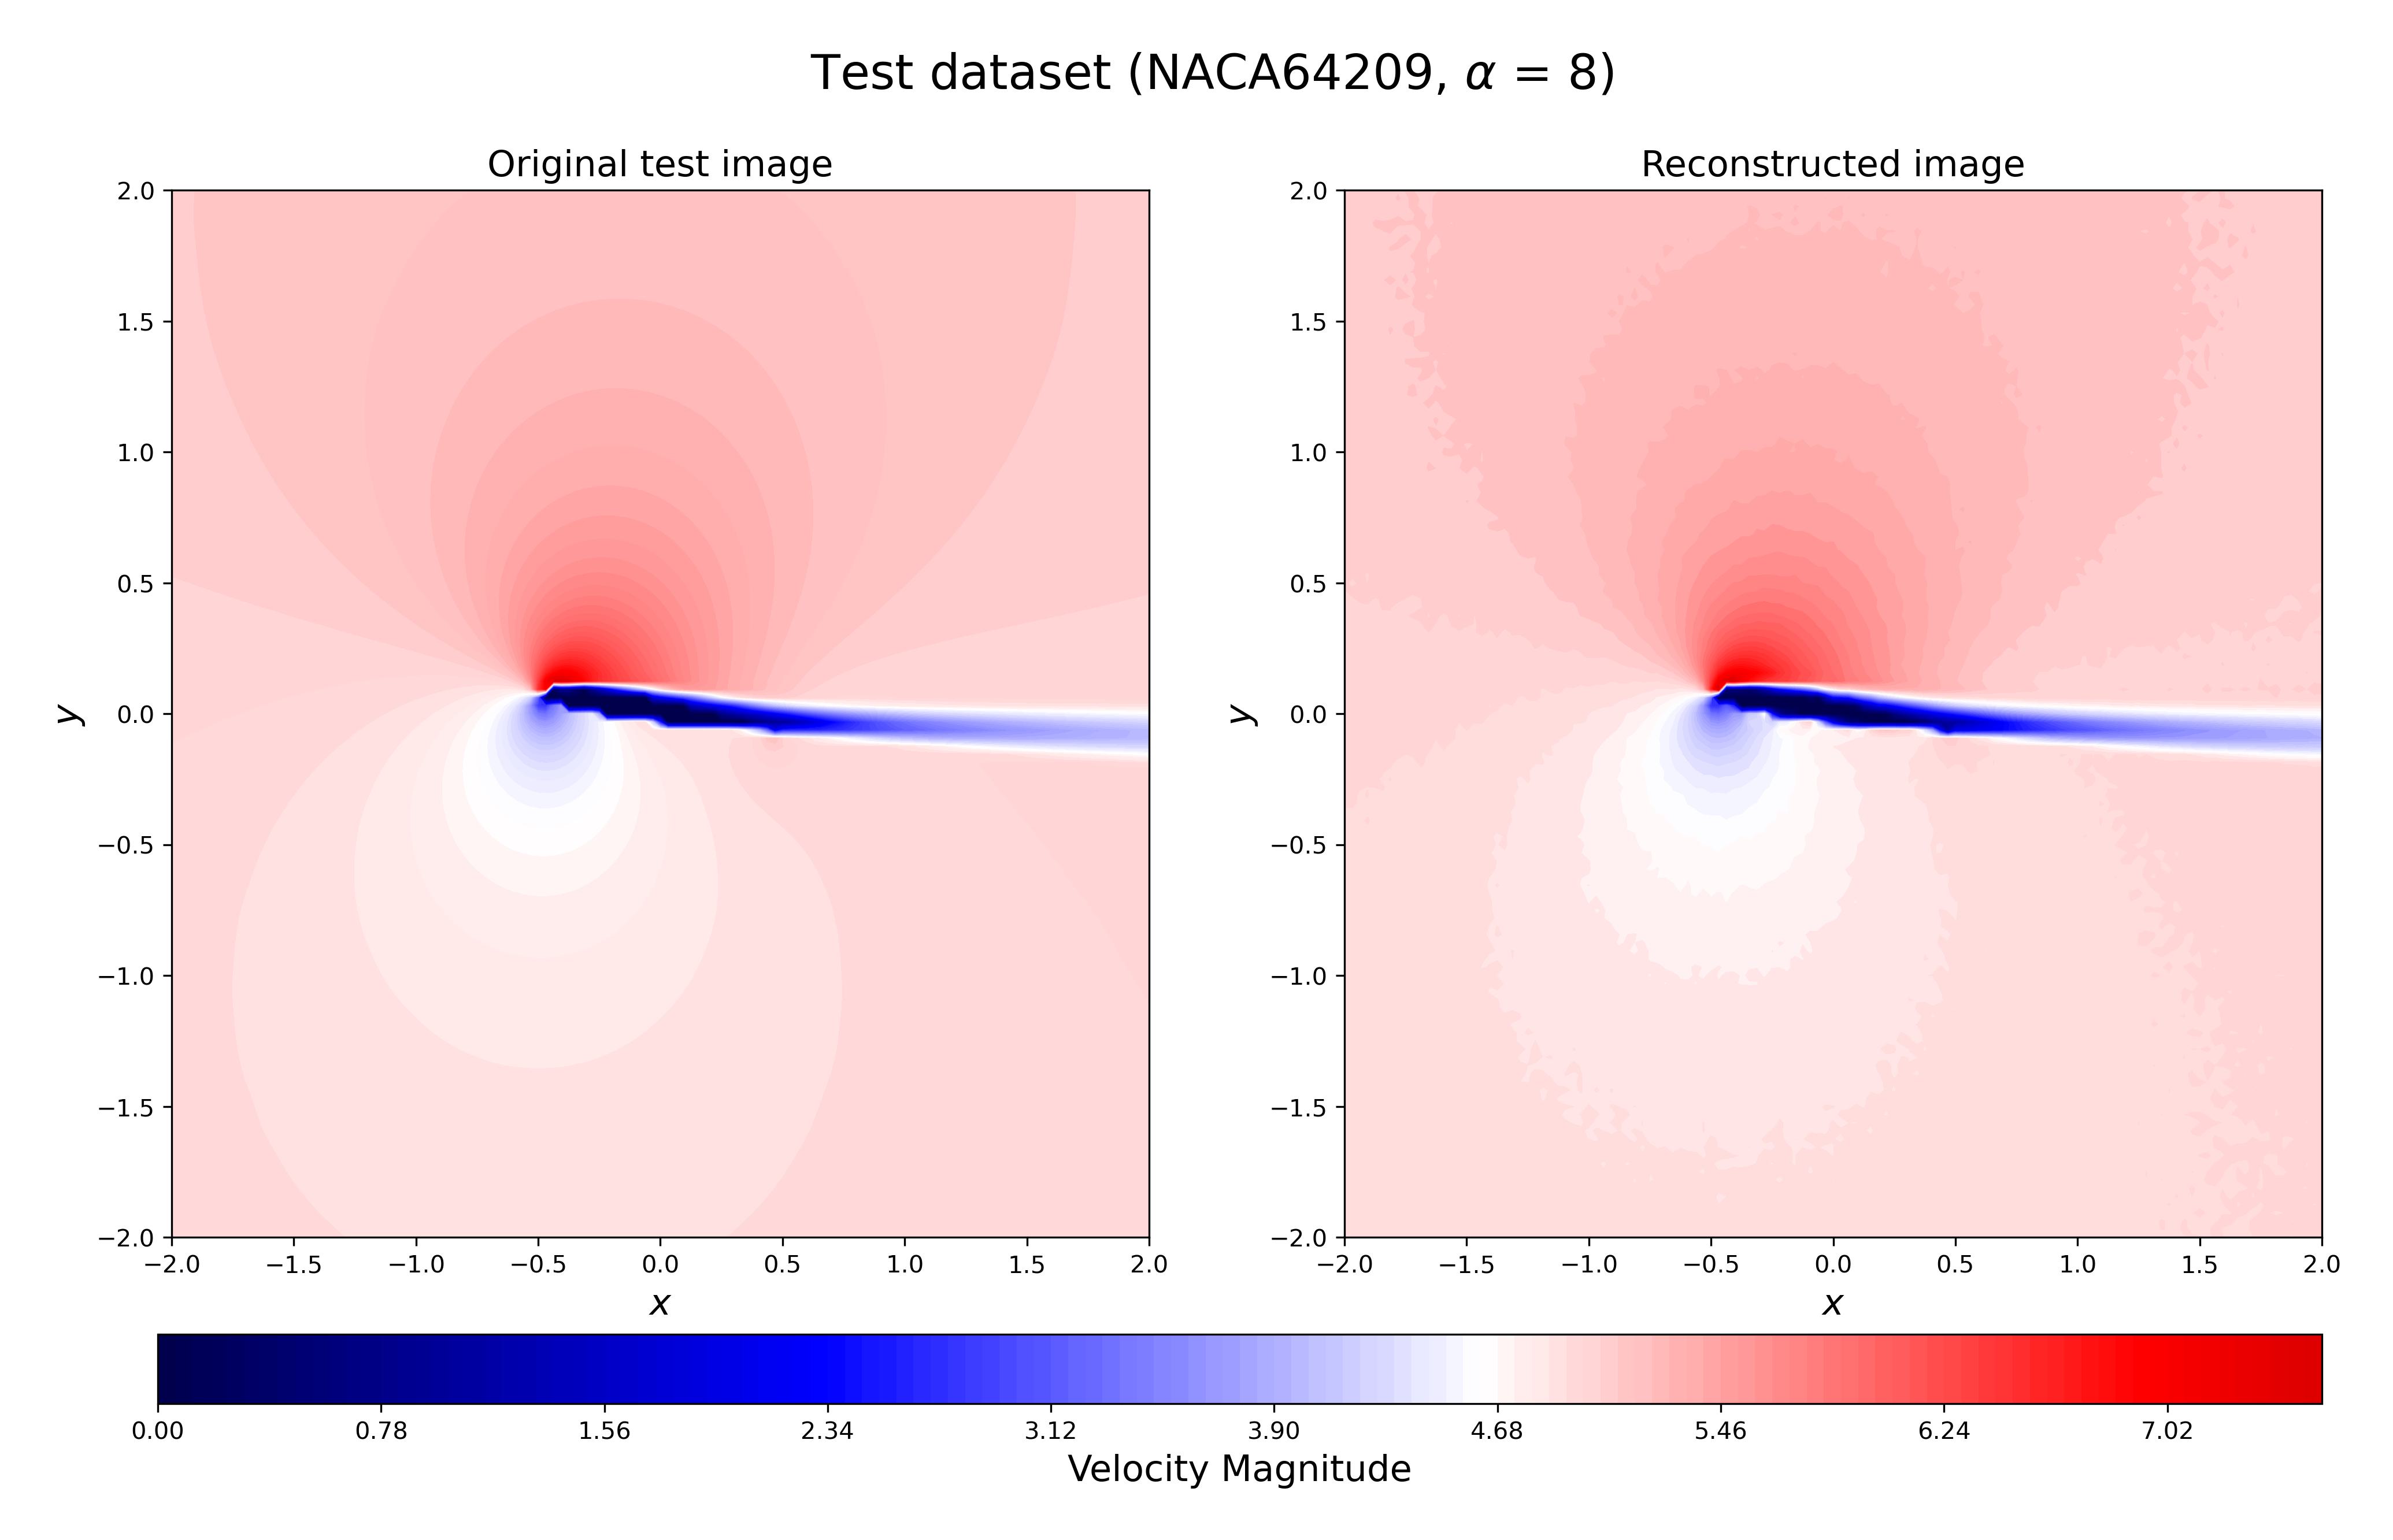 Test dataset (NACA64209, α = 8)
Original test image
Reconstructed image
2.0
1.5
1.0
0.5
0.0
−0.5
−1.0
−1.5
−2.0
y
−2.0 −1.5 −1.0 −0.5 0.0 0.5 1.0 1.5 2.0
x
2.0
1.5
1.0
0.5
0.0
−0.5
−1.0
−1.5
−2.0
y
−2.0 −1.5 −1.0 −0.5 0.0 0.5 1.0 1.5 2.0
x
0.00 0.78 1.56 2.34 3.12 3.90 4.68 5.46 6.24 7.02
Velocity Magnitude